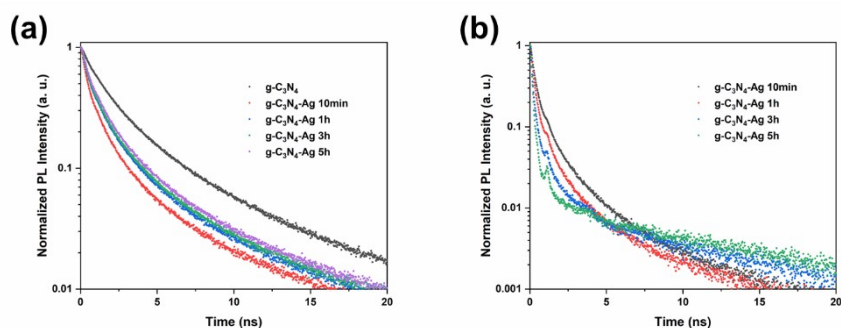 (a)
Normalized PL Intensity (a. u.)
1
0.1
0.01
g-C₃N₄
g-C₃N₄-Ag 10min
g-C₃N₄-Ag 1h
g-C₃N₄-Ag 3h
g-C₃N₄-Ag 5h
0 5 10 15 20
Time (ns)
(b)
Normalized PL Intensity (a. u.)
1
0.1
0.01
0.001
g-C₃N₄-Ag 10min
g-C₃N₄-Ag 1h
g-C₃N₄-Ag 3h
g-C₃N₄-Ag 5h
0 5 10 15 20
Time (ns)